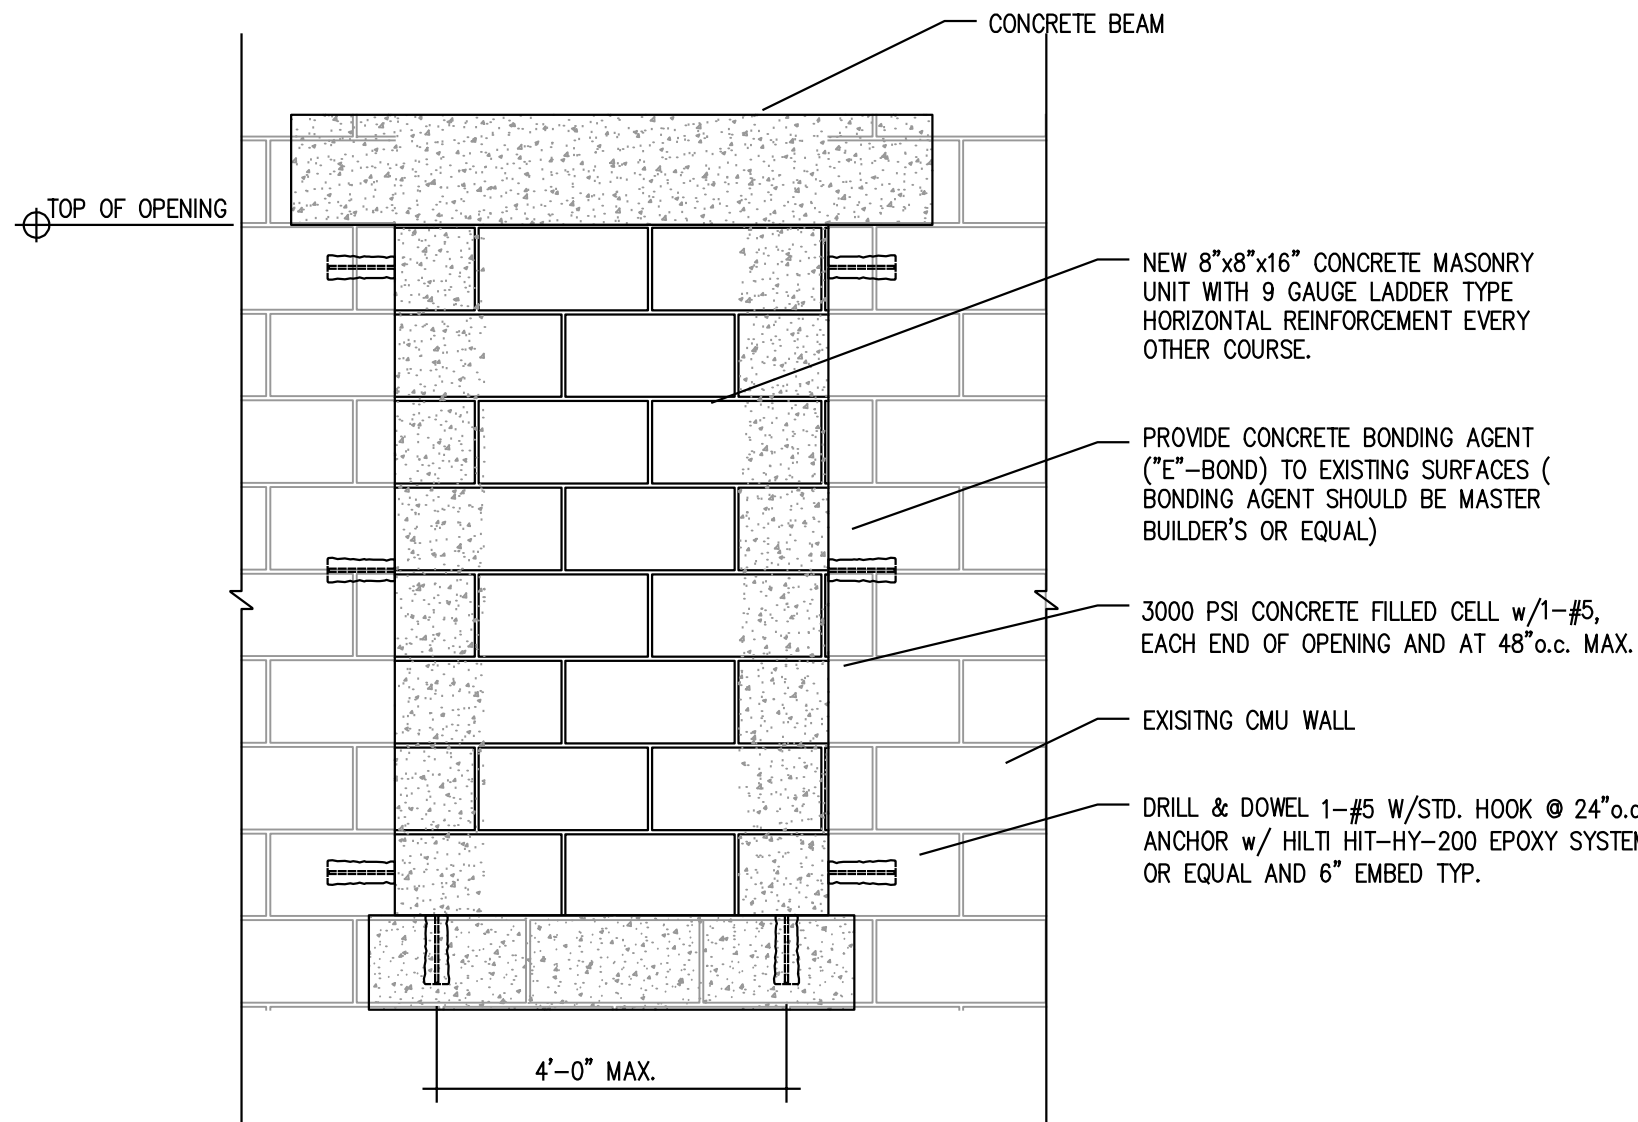 CONCRETE BEAM
TOP OF OPENING
NEW 8"x8"x16" CONCRETE MASONRY
UNIT WITH 9 GAUGE LADDER TYPE
HORIZONTAL REINFORCEMENT EVERY
OTHER COURSE.
PROVIDE CONCRETE BONDING AGENT
("E"-BOND) TO EXISTING SURFACES (
BONDING AGENT SHOULD BE MASTER
BUILDER'S OR EQUAL)
3000 PSI CONCRETE FILLED CELL w/1-#5,
EACH END OF OPENING AND AT 48"o.c. MAX.
EXISITNG CMU WALL
DRILL & DOWEL 1-#5 W/STD. HOOK @ 24"o.c
ANCHOR w/ HILTI HIT-HY-200 EPOXY SYSTEM
OR EQUAL AND 6" EMBED TYP.
4'-0" MAX.